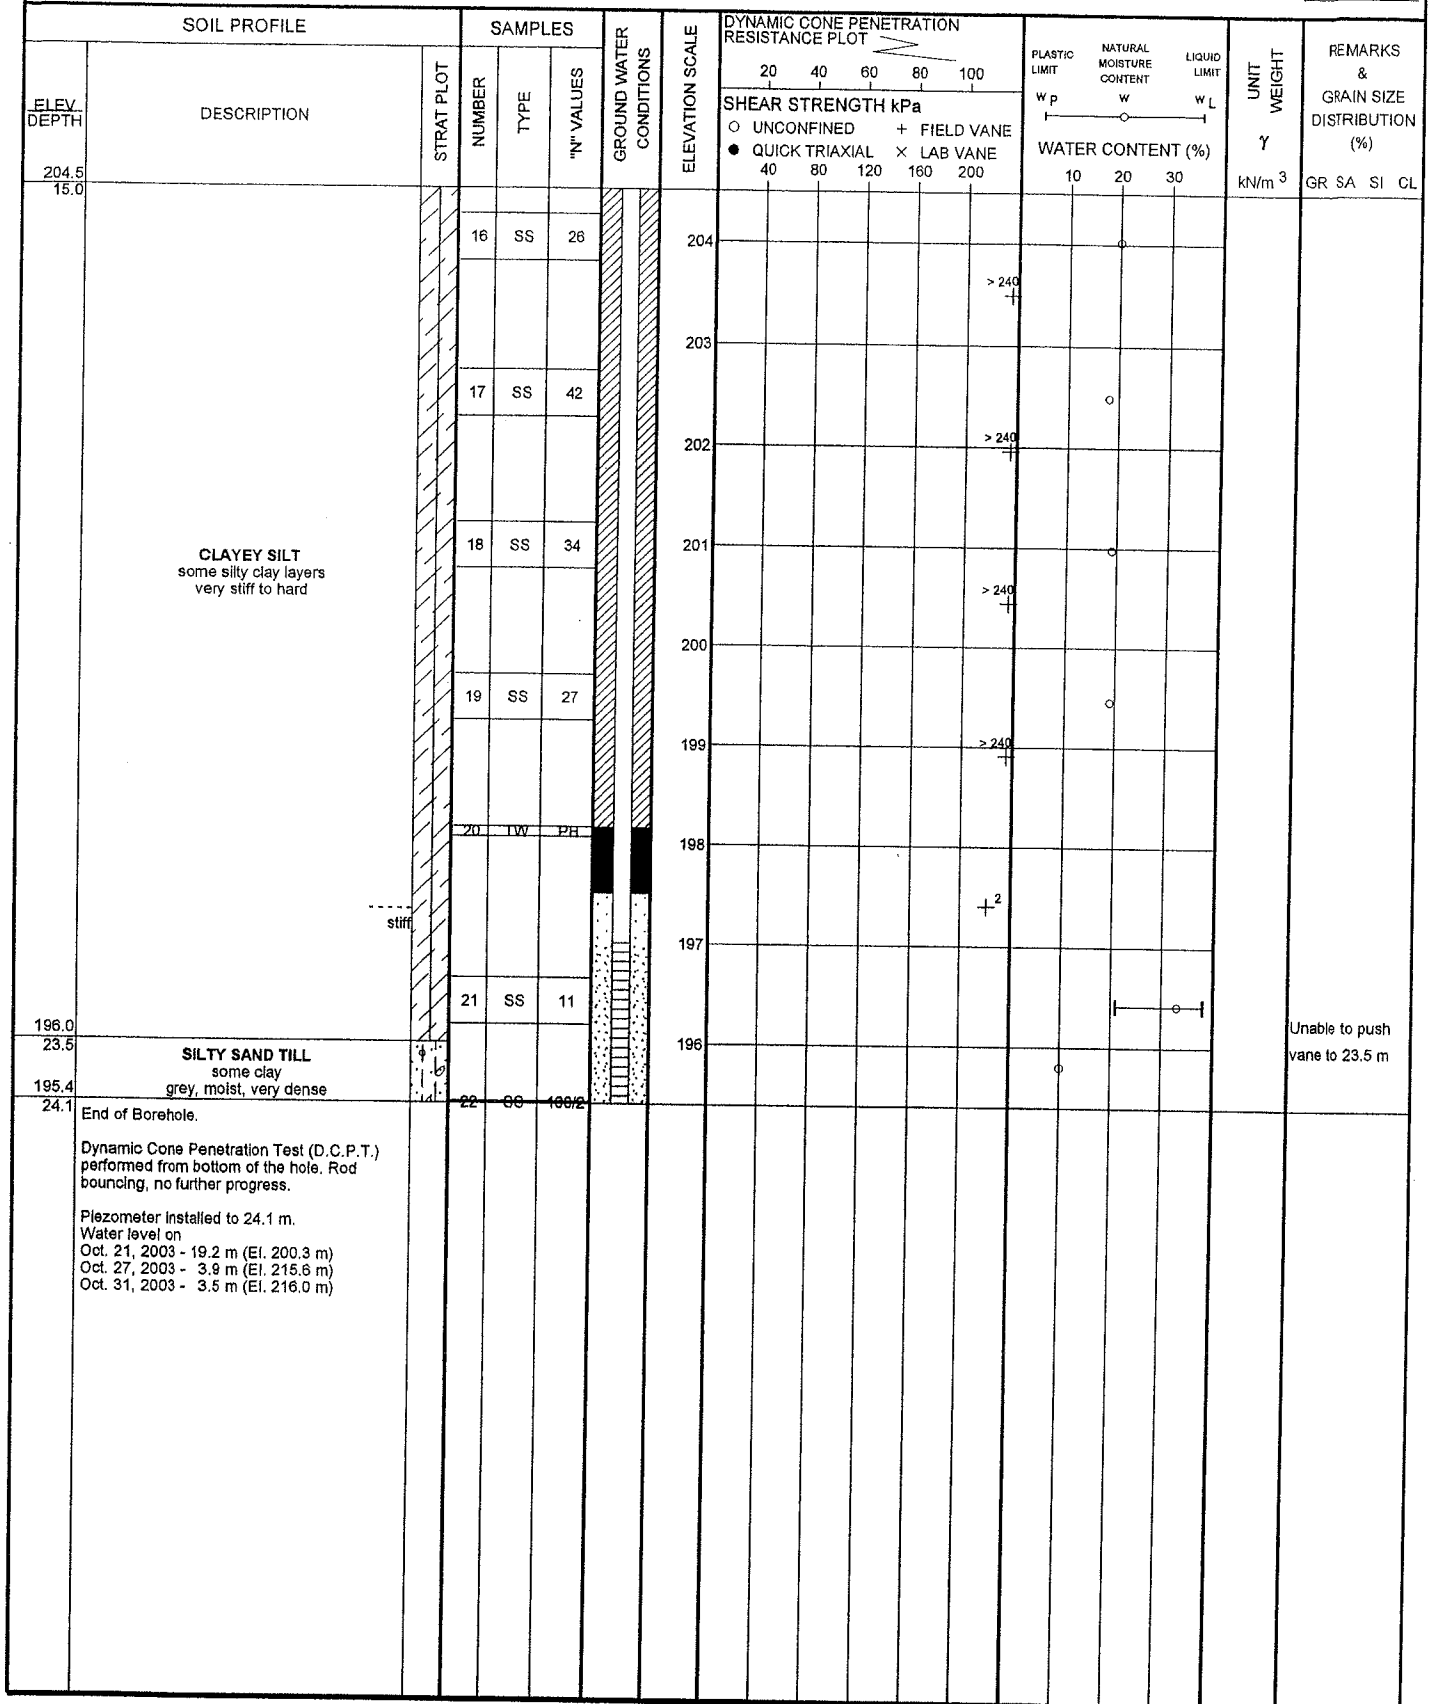 SOIL PROFILE
SAMPLES
GROUND WATER
CONDITIONS
ELEVATION SCALE
DYNAMIC CONE PENETRATION
RESISTANCE PLOT
20 40 60 80 100
SHEAR STRENGTH kPa
○ UNCONFINED + FIELD VANE
● QUICK TRIAXIAL × LAB VANE
40 80 120 160 200
PLASTIC
LIMIT
NATURAL
MOISTURE
CONTENT
LIQUID
LIMIT
W P
W
W L
WATER CONTENT (%)
10 20 30
UNIT
WEIGHT
γ
kN/m 3
REMARKS
&
GRAIN SIZE
DISTRIBUTION
(%)
GR SA SI CL
ELEV
DEPTH
DESCRIPTION
STRAT PLOT
NUMBER
TYPE
"N" VALUES
204.5
15.0
16 SS 26
204
> 240
203
17 SS 42
202
> 240
18 SS 34
201
CLAYEY SILT
some silty clay layers
very stiff to hard
> 240
200
19 SS 27
199
> 240
20 TW PH
198
2
stiff
197
21 SS 11
196.0
23.5
196
Unable to push
vane to 23.5 m
SILTY SAND TILL
some clay
grey, moist, very dense
195.4
24.1
22 SS 100/2
End of Borehole.
Dynamic Cone Penetration Test (D.C.P.T.)
performed from bottom of the hole. Rod
bouncing, no further progress.
Piezometer installed to 24.1 m.
Water level on
Oct. 21, 2003 - 19.2 m (El. 200.3 m)
Oct. 27, 2003 - 3.9 m (El. 215.6 m)
Oct. 31, 2003 - 3.5 m (El. 216.0 m)